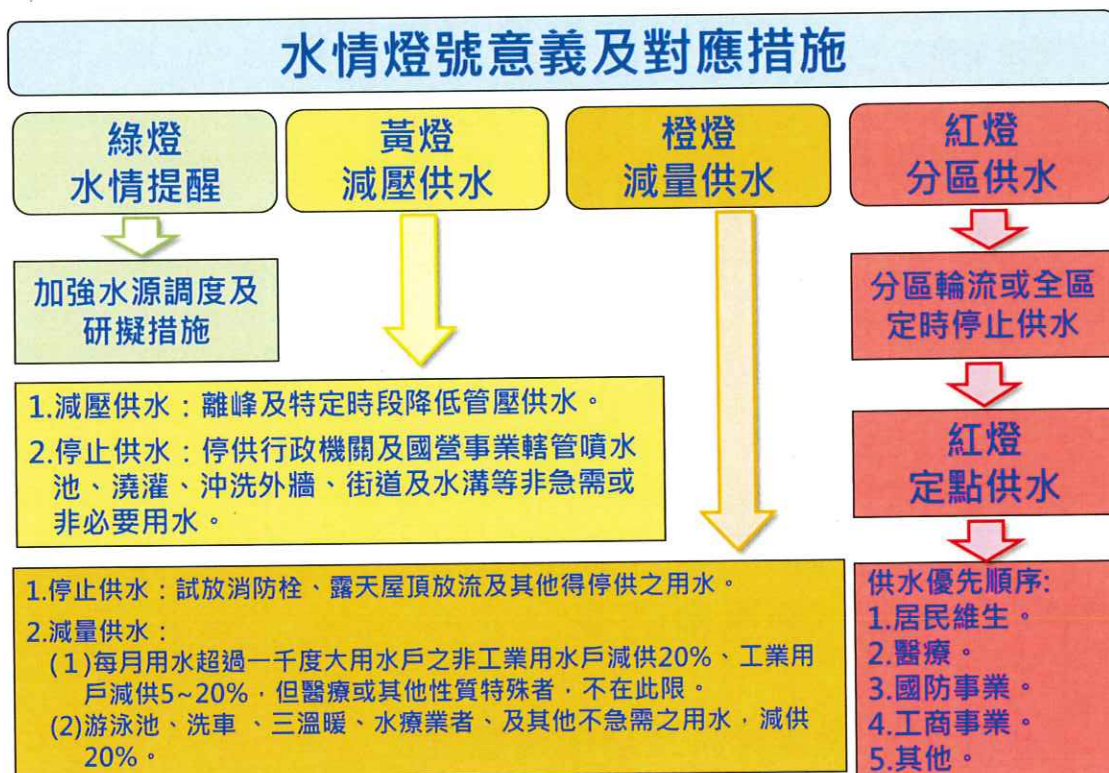 水情燈號意義及對應措施
綠燈
水情提醒
黃燈
減壓供水
橙燈
減量供水
紅燈
分區供水
加強水源調度及
研擬措施
分區輪流或全區
定時停止供水
1.減壓供水：離峰及特定時段降低管壓供水。
2.停止供水：停供行政機關及國營事業轄管噴水
池、澆灌、沖洗外牆、街道及水溝等非急需或
非必要用水。
紅燈
定點供水
1.停止供水：試放消防栓、露天屋頂放流及其他得停供之用水。
2.減量供水：
(1)每月用水超過一千度大用水戶之非工業用水戶減供20%、工業用
戶減供5~20%，但醫療或其他性質特殊者，不在此限。
(2)游泳池、洗車 、三溫暖、水療業者、及其他不急需之用水，減供
20%。
供水優先順序:
1.居民維生。
2.醫療。
3.國防事業。
4.工商事業。
5.其他。